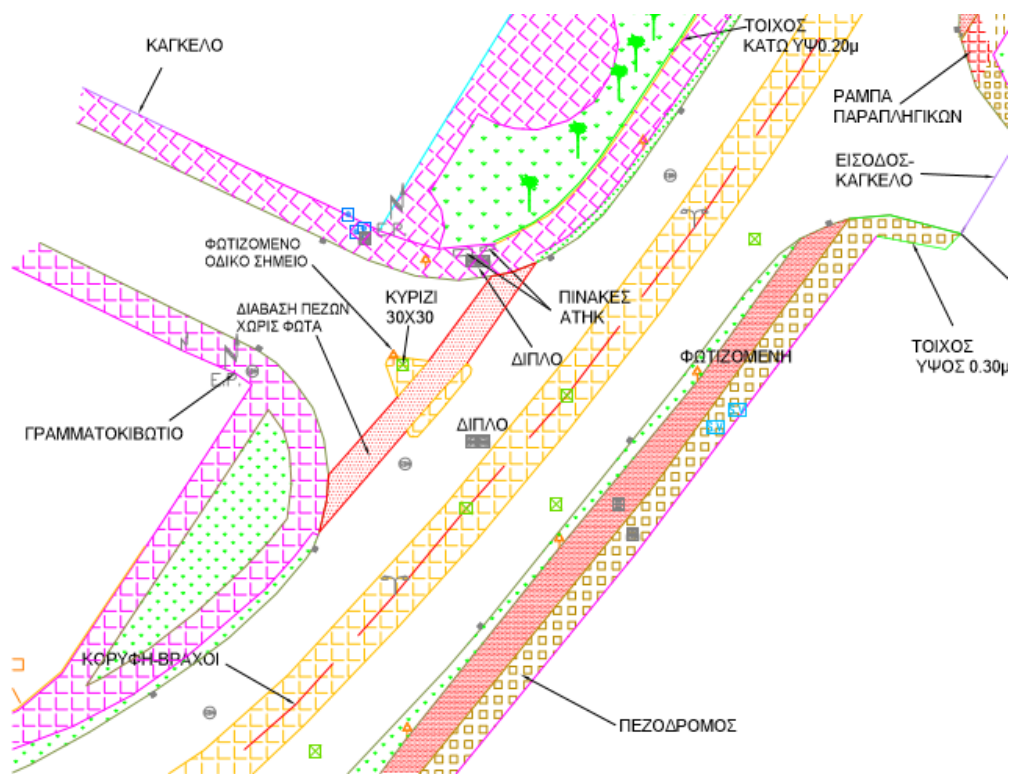 ΤΟΙΧΟΣ
ΚΑΤΩ ΥΨ0.20μ
ΚΑΓΚΕΛΟ
ΡΑΜΠΑ
ΠΑΡΑΠΛΗΓΙΚΩΝ
ΕΙΣΟΔΟΣ-
ΚΑΓΚΕΛΟ
ΦΩΤΙΖΟΜΕΝΟ
ΟΔΙΚΟ ΣΗΜΕΙΟ
ΔΙΑΒΑΣΗ ΠΕΖΩΝ
ΧΩΡΙΣ ΦΩΤΑ
ΚΥΡΙΖΙ
30Χ30
ΠΙΝΑΚΕΣ
ΑΤΗΚ
ΔΙΠΛΟ
ΦΩΤΙΖΟΜΕΝΗ
ΤΟΙΧΟΣ
ΥΨΟΣ 0.30μ
E.P.
ΓΡΑΜΜΑΤΟΚΙΒΩΤΙΟ
ΔΙΠΛΟ
ΚΟΡΥΦΗ-ΒΡΑΧΟΙ
ΠΕΖΟΔΡΟΜΟΣ